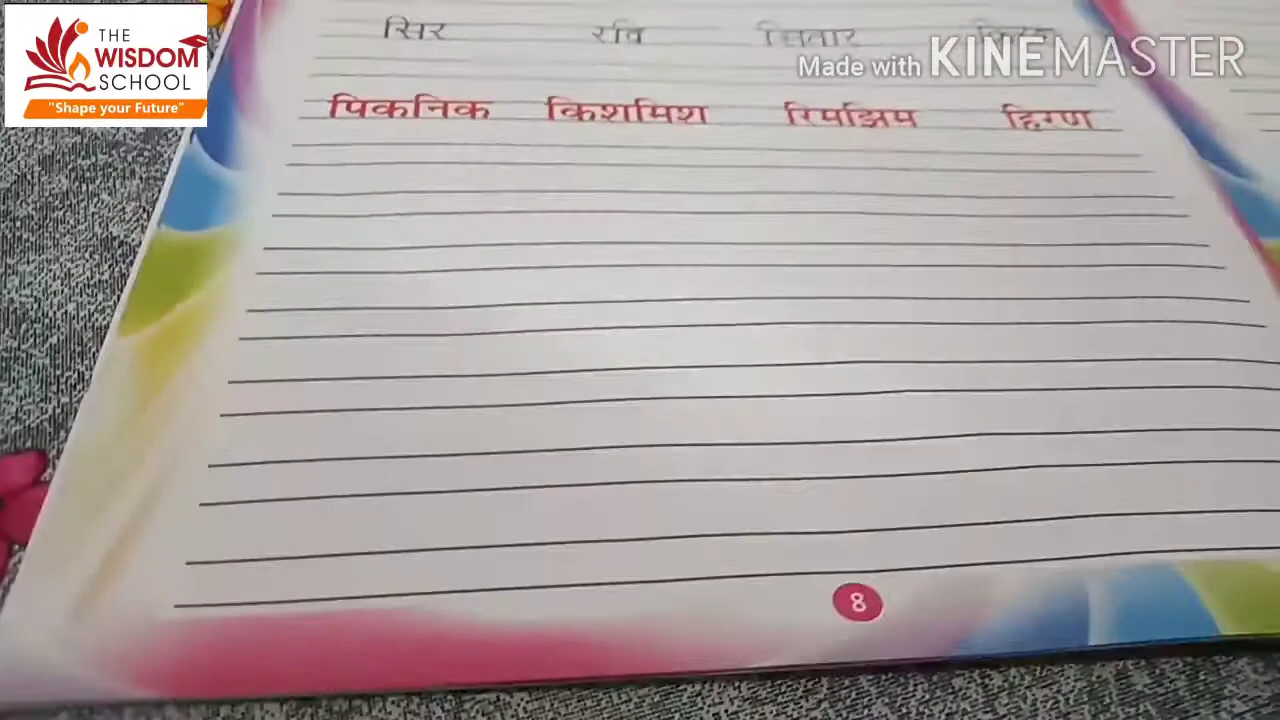 THE
WISDOM
SCHOOL
"Shape your Future"
Made with KINEMASTER
सिर रवि सितार
पिकनिक किशमिश रिमझिम हिरण
8